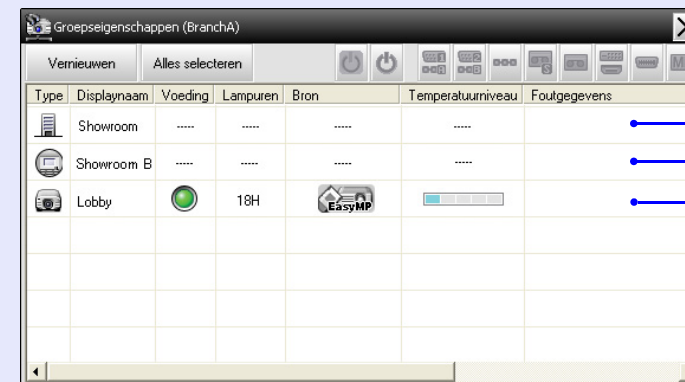 Groepseigenschappen (BranchA)
Vernieuwen Alles selecteren
Type Displaynaam Voeding Lampuren Bron Temperatuurniveau Foutgegevens
Showroom ----- ----- ----- -----
Showroom B ----- ----- ----- -----
Lobby 18H EasyMP